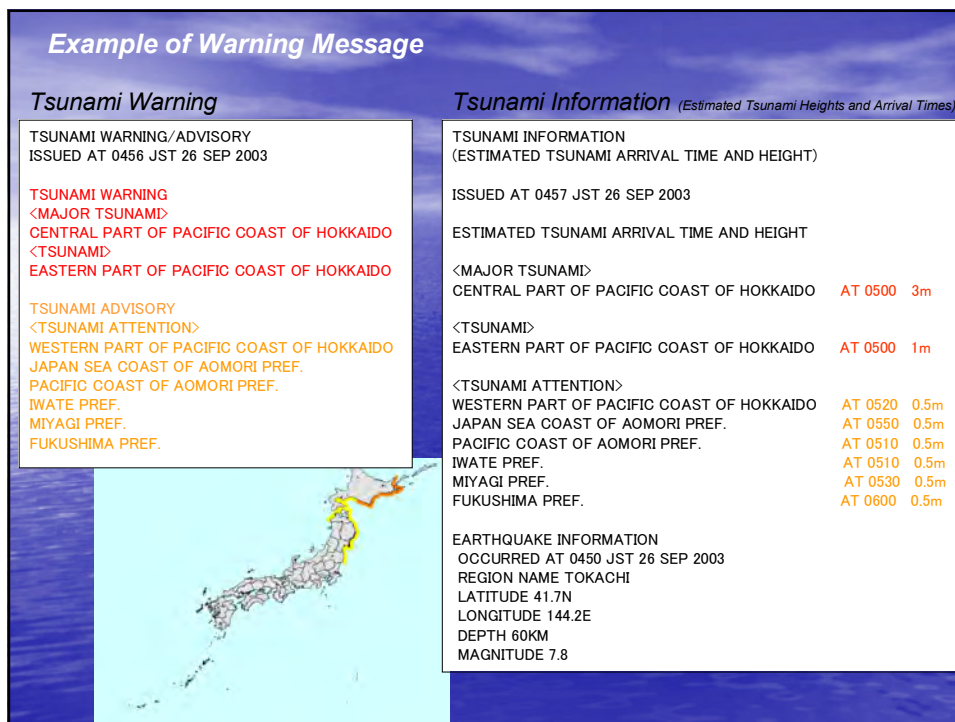 Example of Warning Message
Tsunami Warning
TSUNAMI WARNING/ADVISORY
ISSUED AT 0456 JST 26 SEP 2003
TSUNAMI WARNING
<MAJOR TSUNAMI>
CENTRAL PART OF PACIFIC COAST OF HOKKAIDO
<TSUNAMI>
EASTERN PART OF PACIFIC COAST OF HOKKAIDO
TSUNAMI ADVISORY
<TSUNAMI ATTENTION>
WESTERN PART OF PACIFIC COAST OF HOKKAIDO
JAPAN SEA COAST OF AOMORI PREF.
PACIFIC COAST OF AOMORI PREF.
IWATE PREF.
MIYAGI PREF.
FUKUSHIMA PREF.
Tsunami Information (Estimated Tsunami Heights and Arrival Times)
TSUNAMI INFORMATION
(ESTIMATED TSUNAMI ARRIVAL TIME AND HEIGHT)
ISSUED AT 0457 JST 26 SEP 2003
ESTIMATED TSUNAMI ARRIVAL TIME AND HEIGHT
<MAJOR TSUNAMI>
CENTRAL PART OF PACIFIC COAST OF HOKKAIDO AT 0500 3m
<TSUNAMI>
EASTERN PART OF PACIFIC COAST OF HOKKAIDO AT 0500 1m
<TSUNAMI ATTENTION>
WESTERN PART OF PACIFIC COAST OF HOKKAIDO AT 0520 0.5m
JAPAN SEA COAST OF AOMORI PREF. AT 0550 0.5m
PACIFIC COAST OF AOMORI PREF. AT 0510 0.5m
IWATE PREF. AT 0510 0.5m
MIYAGI PREF. AT 0530 0.5m
FUKUSHIMA PREF. AT 0600 0.5m
EARTHQUAKE INFORMATION
OCCURRED AT 0450 JST 26 SEP 2003
REGION NAME TOKACHI
LATITUDE 41.7N
LONGITUDE 144.2E
DEPTH 60KM
MAGNITUDE 7.8